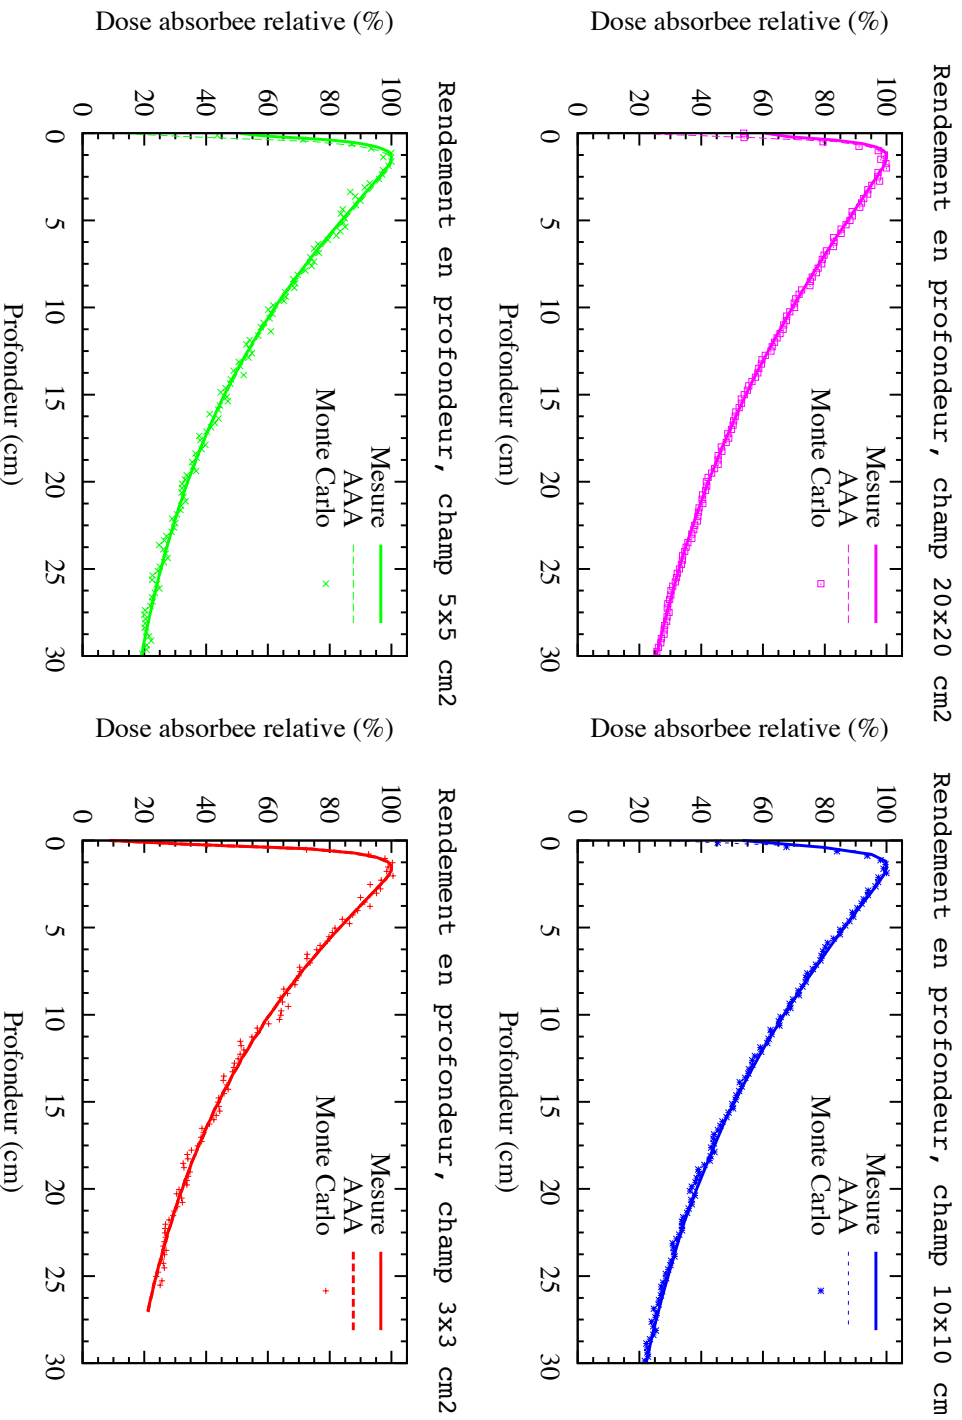 Rendement en profondeur, champ 20x20 cm2
Dose absorbee relative (%)
100
80
60
40
20
0
0 5 10 15 20 25 30
Profondeur (cm)
Mesure
AAA
Monte Carlo
Rendement en profondeur, champ 10x10 cm
Dose absorbee relative (%)
100
80
60
40
20
0
0 5 10 15 20 25 30
Profondeur (cm)
Mesure
AAA
Monte Carlo
Rendement en profondeur, champ 5x5 cm2
Dose absorbee relative (%)
100
80
60
40
20
0
0 5 10 15 20 25 30
Profondeur (cm)
Mesure
AAA
Monte Carlo
Rendement en profondeur, champ 3x3 cm2
Dose absorbee relative (%)
100
80
60
40
20
0
0 5 10 15 20 25 30
Profondeur (cm)
Mesure
AAA
Monte Carlo